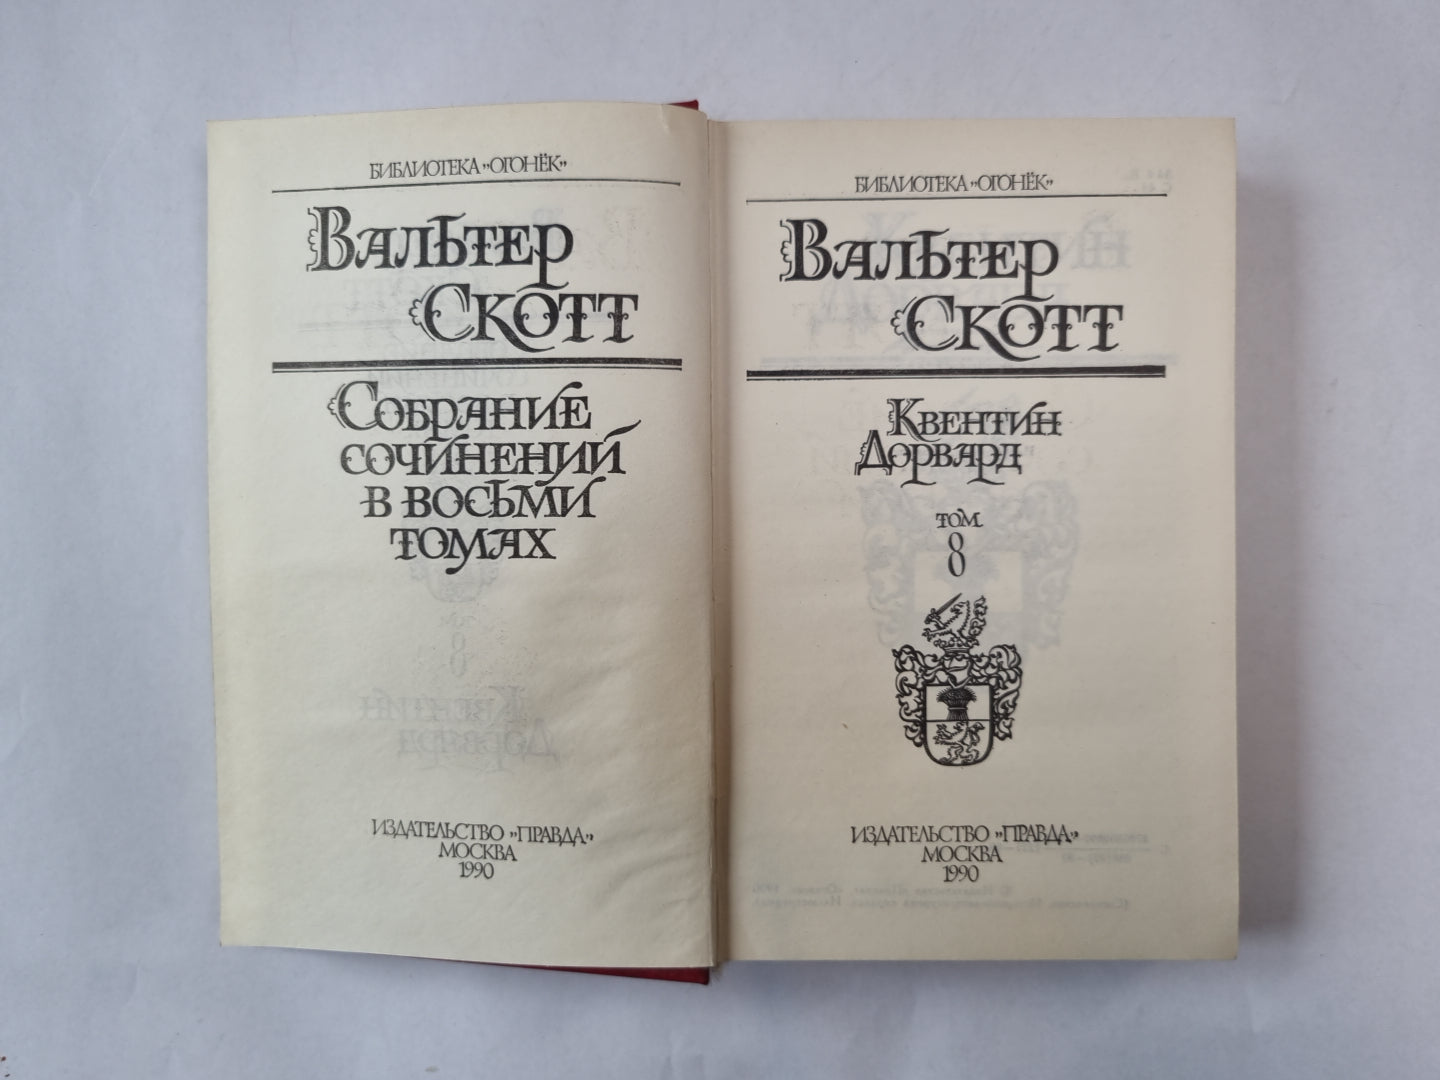 БИБЛИОТЕКА „ОГОНЁК”
ВАЛЬТЕР
СКОТТ
СОБРАНИЕ
СОЧИНЕНИЙ
В ВОСЬМИ
ТОМАХ
ИЗДАТЕЛЬСТВО „ПРАВДА”
МОСКВА
1990
БИБЛИОТЕКА „ОГОНЁК”
ВАЛЬТЕР
СКОТТ
КВЕНТИН
ДОРВАРД
ТОМ
8
ИЗДАТЕЛЬСТВО „ПРАВДА”
МОСКВА
1990